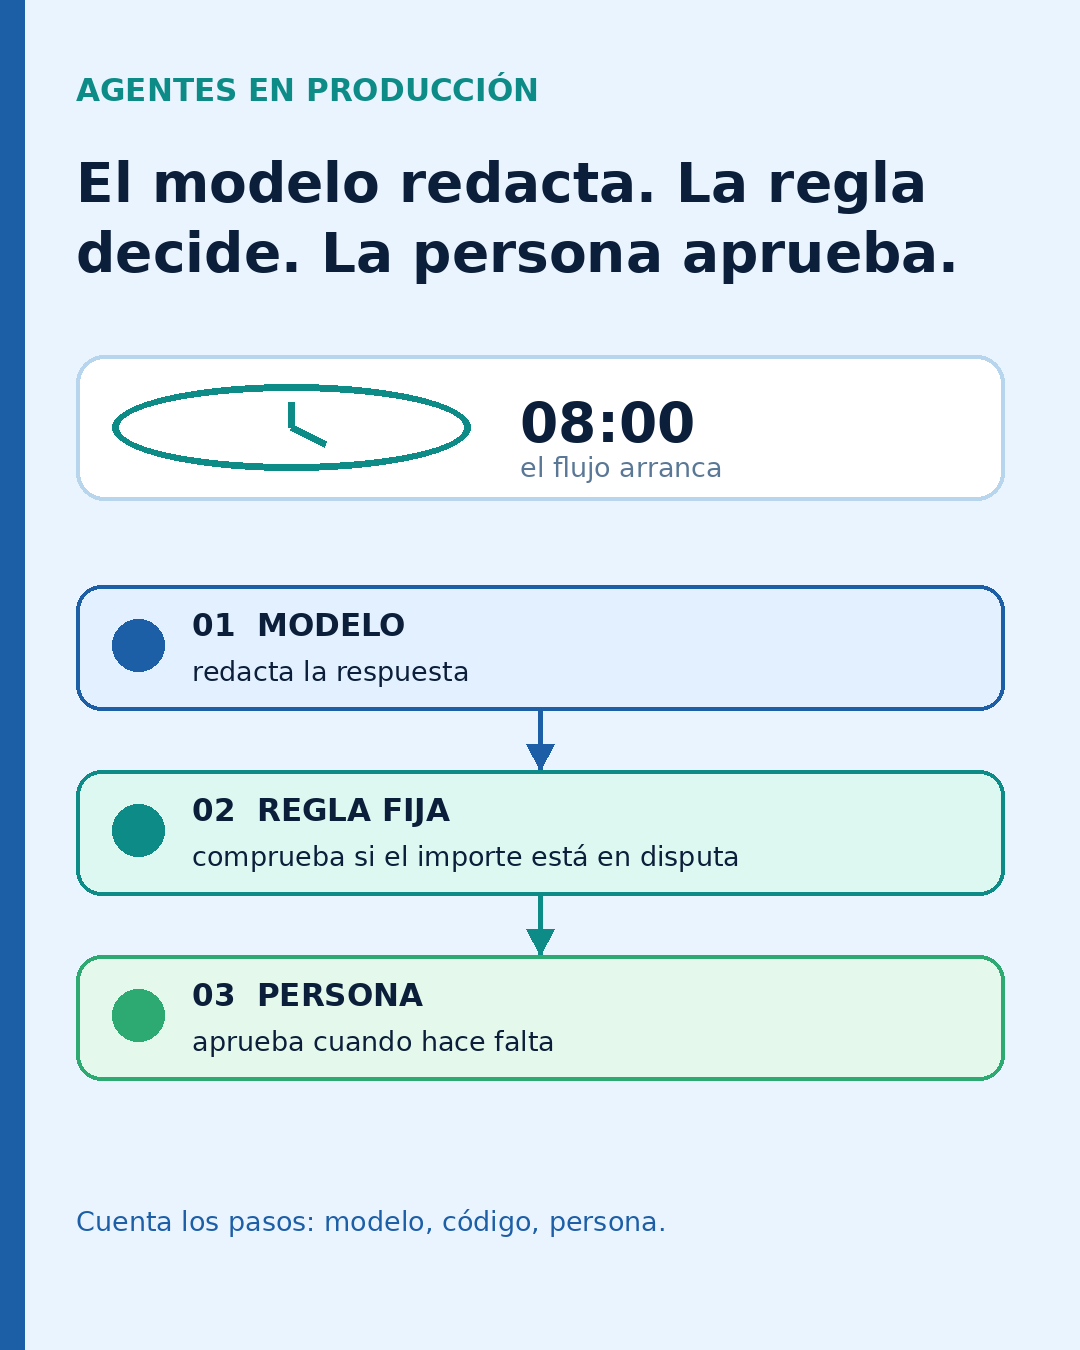 AGENTES EN PRODUCCIÓN
El modelo redacta. La regla
decide. La persona aprueba.
08:00
el flujo arranca
01 MODELO
redacta la respuesta
02 REGLA FIJA
comprueba si el importe está en disputa
03 PERSONA
aprueba cuando hace falta
Cuenta los pasos: modelo, código, persona.